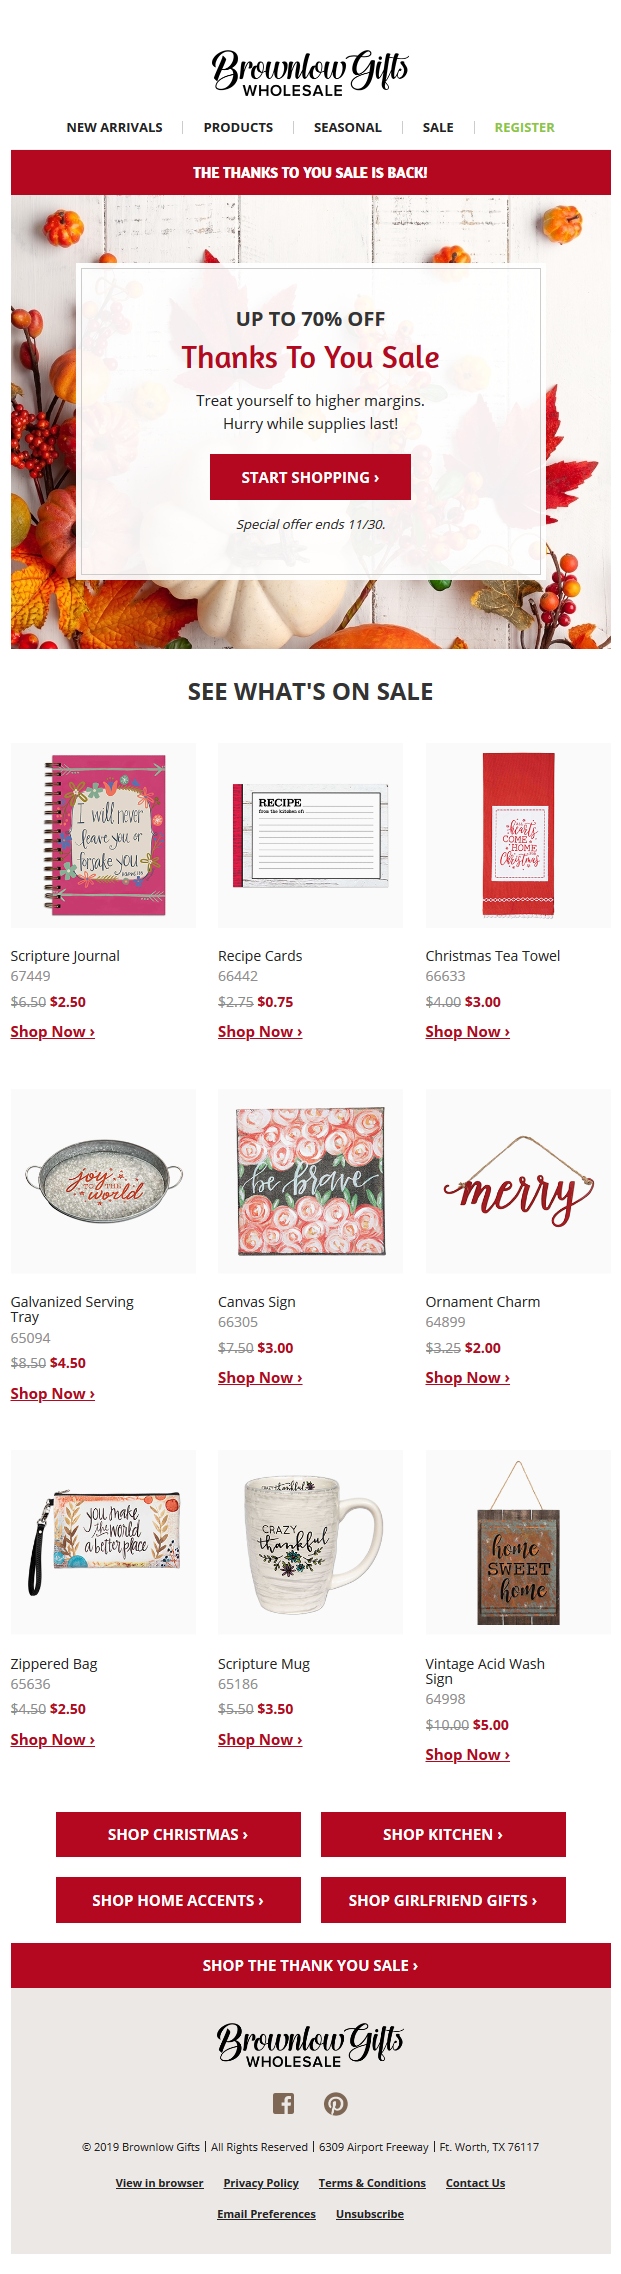 Brownlow Gifts
WHOLESALE
NEW ARRIVALS
PRODUCTS
SEASONAL
SALE
REGISTER
THE THANKS TO YOU SALE IS BACK!
UP TO 70% OFF
Thanks To You Sale
Treat yourself to higher margins.
Hurry while supplies last!
START SHOPPING ›
Special offer ends 11/30.
SEE WHAT'S ON SALE
I will never
leave you or
forsake you
RECIPE
from the kitchen of:
hearts
COME
HOME
Christmas
Scripture Journal
67449
$6.50 $2.50
Shop Now ›
Recipe Cards
66442
$2.75 $0.75
Shop Now ›
Christmas Tea Towel
66633
$4.00 $3.00
Shop Now ›
joy
TO THE
world
be brave
merry
Galvanized Serving
Tray
65094
$8.50 $4.50
Shop Now ›
Canvas Sign
66305
$7.50 $3.00
Shop Now ›
Ornament Charm
64899
$3.25 $2.00
Shop Now ›
you make
the world
a better place
CRAZY
thankful
home
SWEET
home
Zippered Bag
65636
$4.50 $2.50
Shop Now ›
Scripture Mug
65186
$5.50 $3.50
Shop Now ›
Vintage Acid Wash
Sign
64998
$10.00 $5.00
Shop Now ›
SHOP CHRISTMAS ›
SHOP KITCHEN ›
SHOP HOME ACCENTS ›
SHOP GIRLFRIEND GIFTS ›
SHOP THE THANK YOU SALE ›
Brownlow Gifts
WHOLESALE
© 2019 Brownlow Gifts | All Rights Reserved | 6309 Airport Freeway | Ft. Worth, TX 76117
View in browser
Privacy Policy
Terms & Conditions
Contact Us
Email Preferences
Unsubscribe